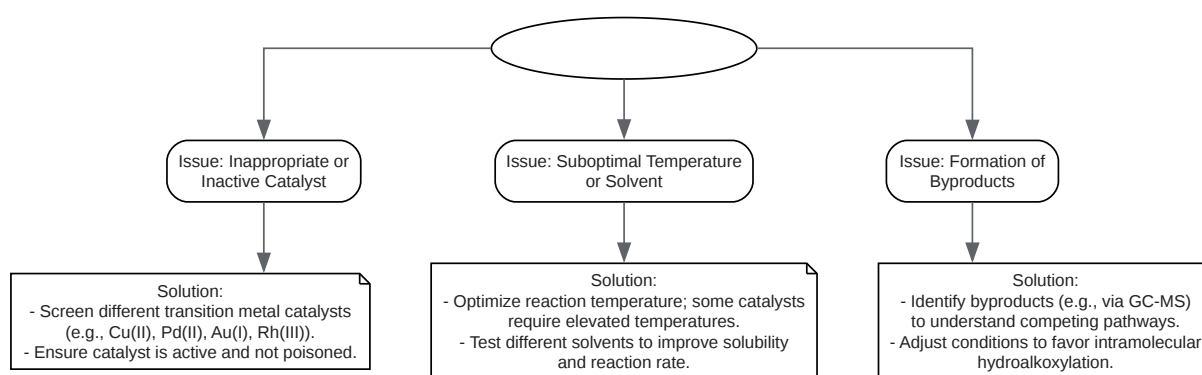 Issue: Inappropriate or
Inactive Catalyst
Issue: Suboptimal Temperature
or Solvent
Issue: Formation of
Byproducts
Solution:
- Screen different transition metal catalysts
(e.g., Cu(II), Pd(II), Au(I), Rh(III)).
- Ensure catalyst is active and not poisoned.
Solution:
- Optimize reaction temperature; some catalysts
require elevated temperatures.
- Test different solvents to improve solubility
and reaction rate.
Solution:
- Identify byproducts (e.g., via GC-MS)
to understand competing pathways.
- Adjust conditions to favor intramolecular
hydroalkoxylation.